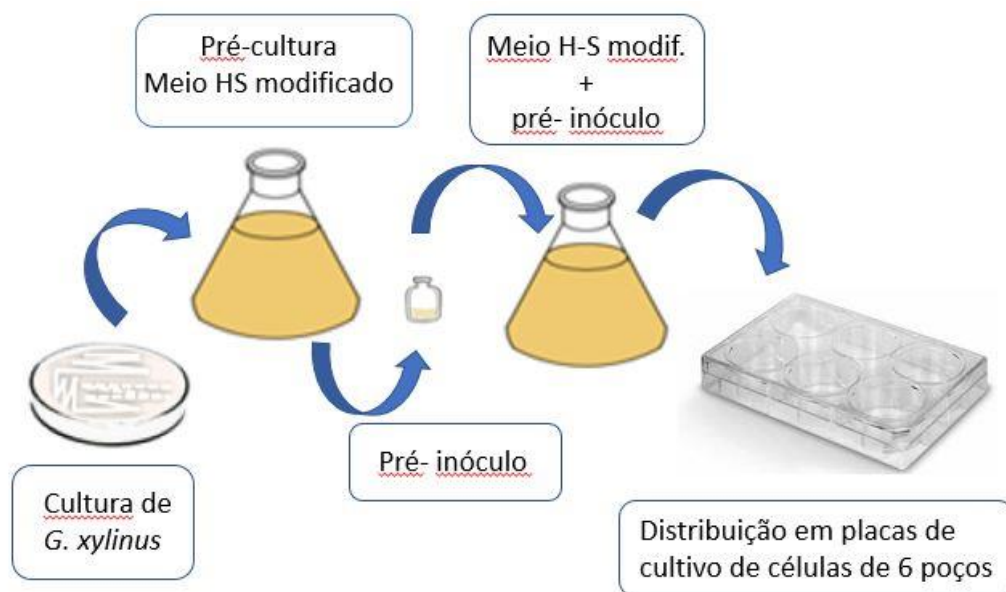 Pré-cultura
Meio HS modificado
Meio H-S modif.
+
pré- inóculo
Pré- inóculo
Cultura de
G. xylinus
Distribuição em placas de
cultivo de células de 6 poços